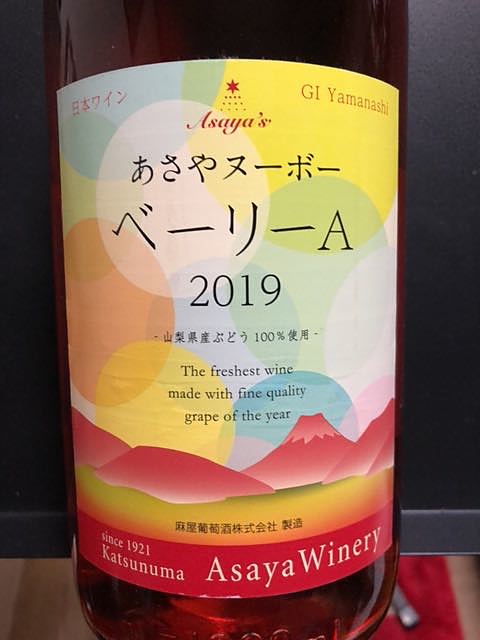 日本ワイン
GI Yamanashi
Asaya's
あさやヌーボー
ベーリーA
2019
- 山梨県産ぶどう100%使用 -
The freshest wine
made with fine quality
grape of the year
麻屋葡萄酒株式会社 製造
since 1921
Katsunuma
AsayaWinery